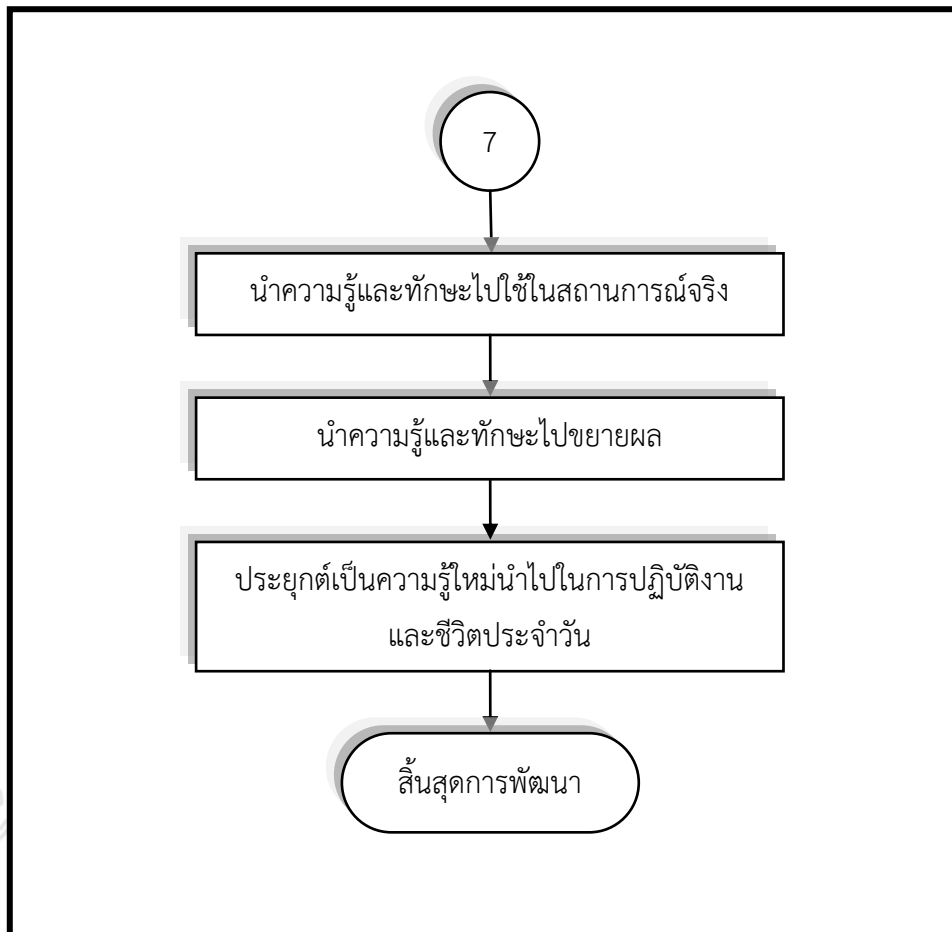 7
นำความรู้และทักษะไปใช้ในสถานการณ์จริง
นำความรู้และทักษะไปขยายผล
ประยุกต์เป็นความรู้ใหม่นำไปในการปฏิบัติงาน
และชีวิตประจำวัน
สิ้นสุดการพัฒนา